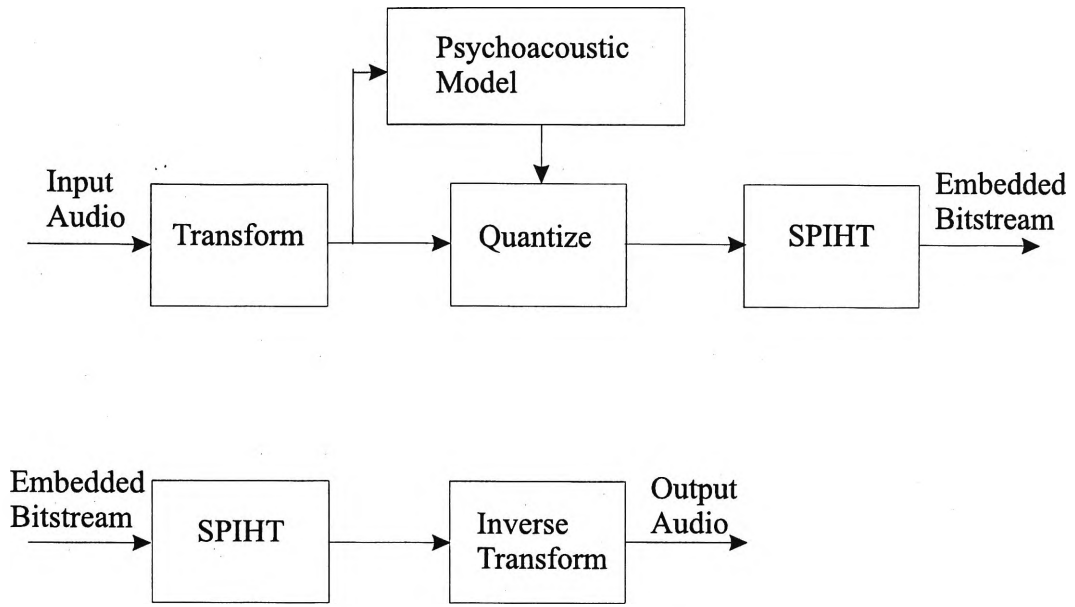 Psychoacoustic
Model
Input
Audio
Transform
Quantize
SPIHT
Embedded
Bitstream
Embedded
Bitstream
SPIHT
Inverse
Transform
Output
Audio